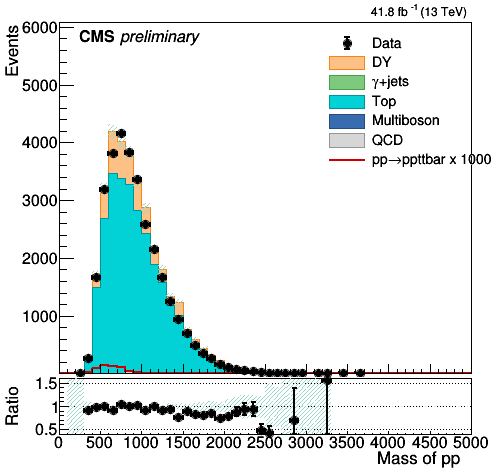 41.8 fb⁻¹ (13 TeV)
CMS preliminary
Events
6000
5000
4000
3000
2000
1000
Data
DY
γ+jets
Top
Multiboson
QCD
pp→ppttbar x 1000
Ratio
1.5
1
0.5
0 500 1000 1500 2000 2500 3000 3500 4000 4500 5000
Mass of pp